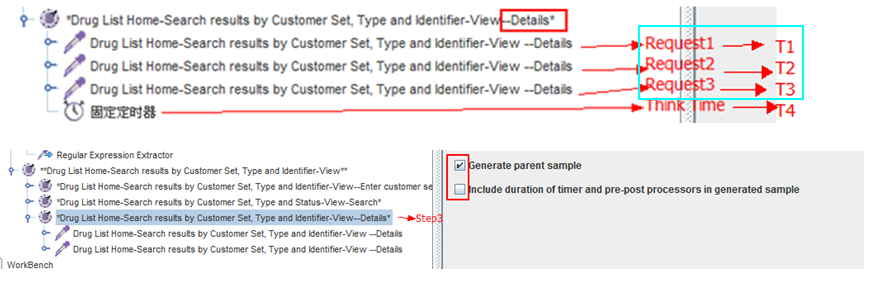 *Drug List Home-Search results by Customer Set, Type and Identifier-View--Details*
Drug List Home-Search results by Customer Set, Type and Identifier-View --Details Request1 T1
Drug List Home-Search results by Customer Set, Type and Identifier-View --Details Request2 T2
Drug List Home-Search results by Customer Set, Type and Identifier-View --Details Request3 T3
固定定时器 Think Time T4
Regular Expression Extractor
**Drug List Home-Search results by Customer Set, Type and Identifier-View**
*Drug List Home-Search results by Customer Set, Type and Identifier-View--Enter customer se
*Drug List Home-Search results by Customer Set, Type and Status-View-Search*
*Drug List Home-Search results by Customer Set, Type and Identifier-View--Details* Step3
Drug List Home-Search results by Customer Set, Type and Identifier-View --Details
Drug List Home-Search results by Customer Set, Type and Identifier-View --Details
WorkBench
Generate parent sample
Include duration of timer and pre-post processors in generated sample